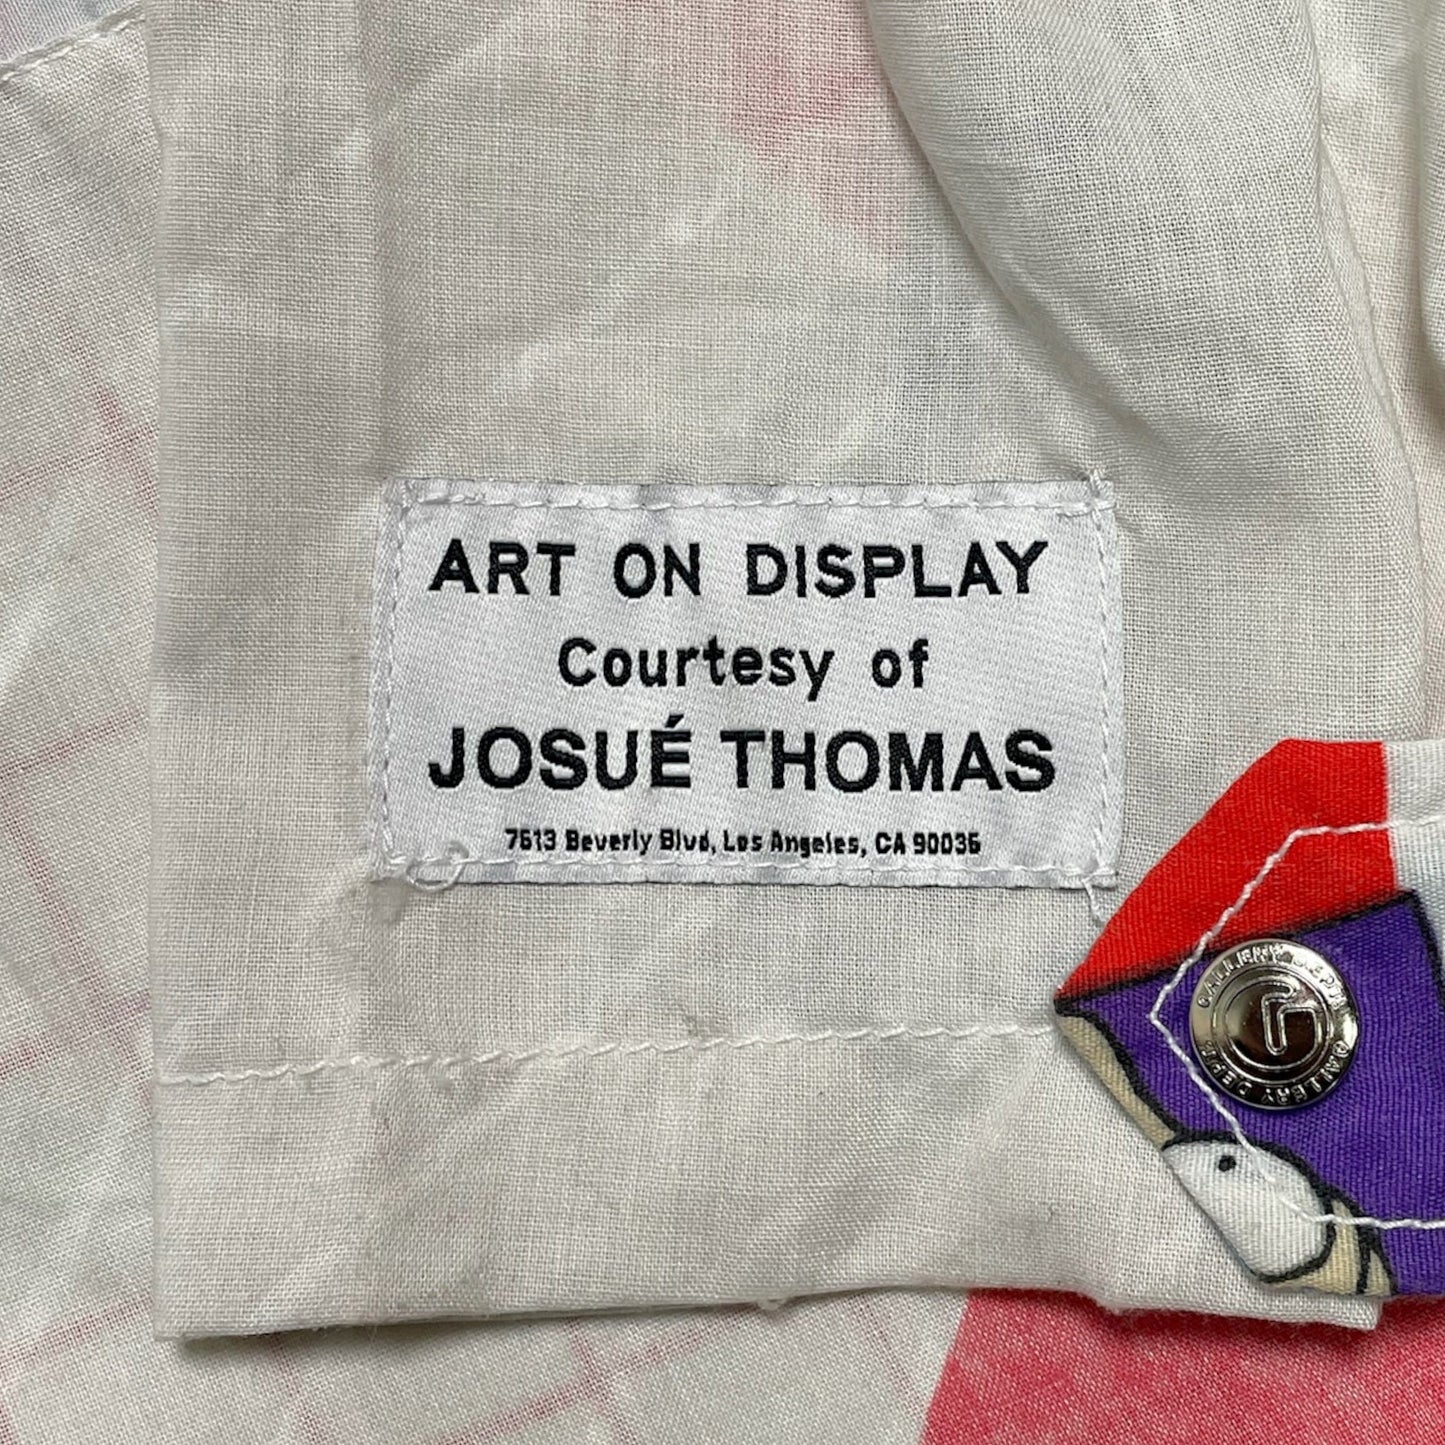 ART ON DISPLAY
Courtesy of
JOSUÉ THOMAS
7613 Beverly Blvd, Los Angeles, CA 90036
GALLERY DEPT.
GALLERY DEPT.